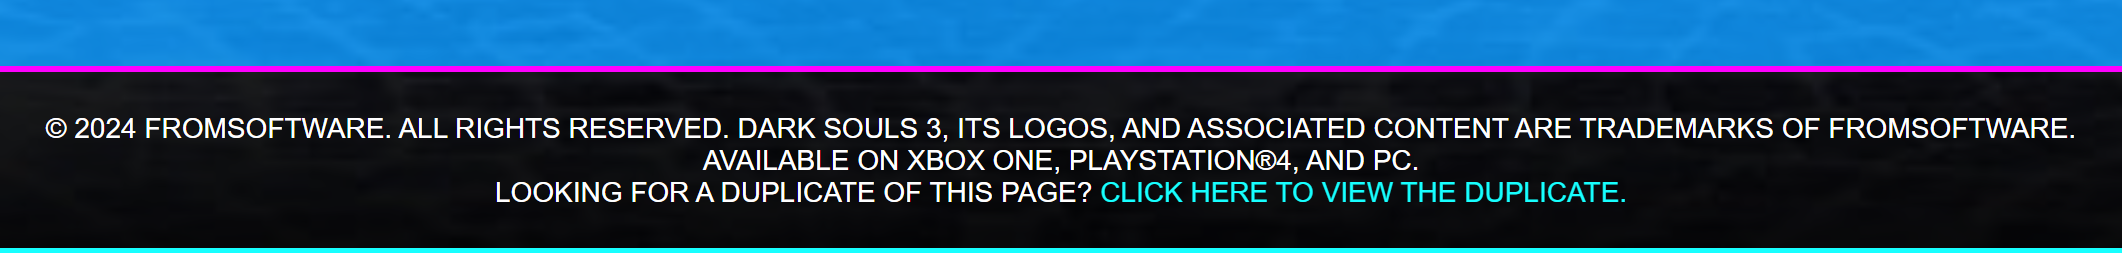 © 2024 FROMSOFTWARE. ALL RIGHTS RESERVED. DARK SOULS 3, ITS LOGOS, AND ASSOCIATED CONTENT ARE TRADEMARKS OF FROMSOFTWARE.
AVAILABLE ON XBOX ONE, PLAYSTATION®4, AND PC.
LOOKING FOR A DUPLICATE OF THIS PAGE? CLICK HERE TO VIEW THE DUPLICATE.